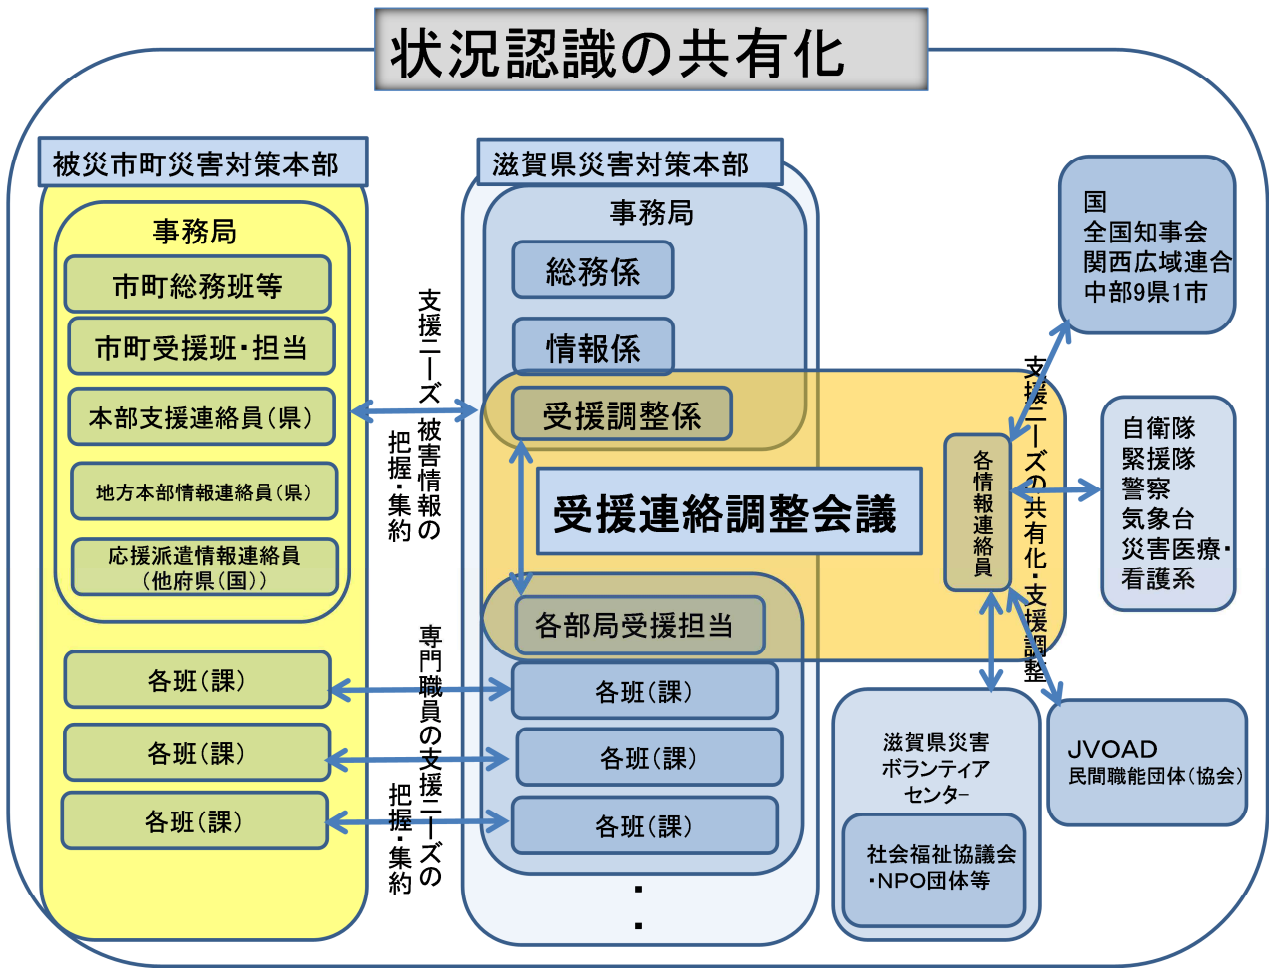 状況認識の共有化
被災市町災害対策本部
事務局
市町総務班等
市町受援班・担当
本部支援連絡員（県）
地方本部情報連絡員（県）
応援派遣情報連絡員
（他府県（国））
各班（課）
各班（課）
各班（課）
支援ニーズ 被害情報の
把握・集約
専門職員の支援ニーズの
把握・集約
滋賀県災害対策本部
事務局
総務係
情報係
受援調整係
受援連絡調整会議
各部局受援担当
各班（課）
各班（課）
各班（課）
・
・
各情報連絡員
支援ニーズの共有化・支援調整
国
全国知事会
関西広域連合
中部9県1市
自衛隊
緊援隊
警察
気象台
災害医療・
看護系
滋賀県災害
ボランティア
センター
社会福祉協議会
・NPO団体等
JVOAD
民間職能団体（協会）